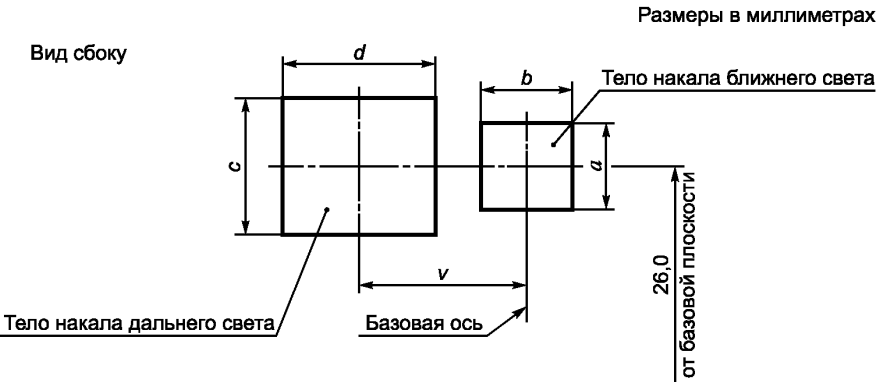 Размеры в миллиметрах
Вид сбоку
d
b
Тело накала ближнего света
c
a
v
26,0
от базовой плоскости
Тело накала дальнего света
Базовая ось